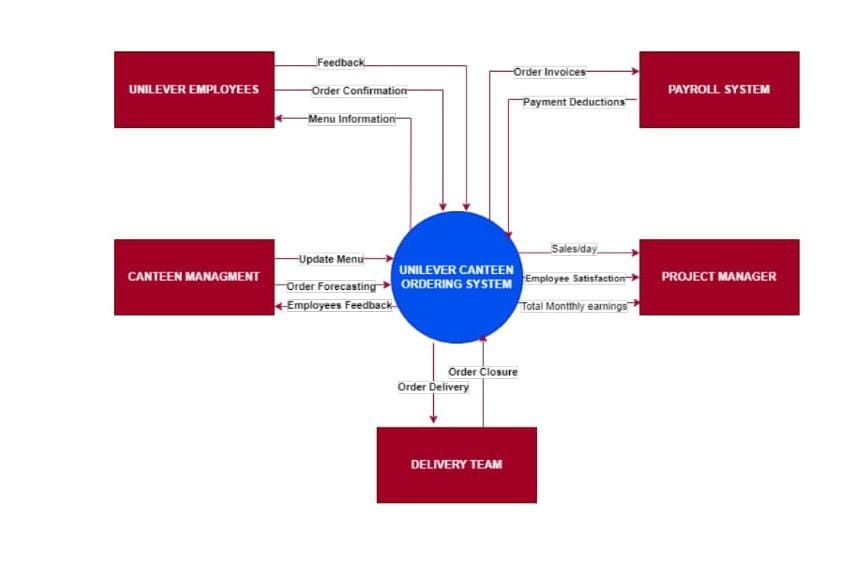 Feedback
UNILEVER EMPLOYEES
Order Confirmation
Menu Information
Order Invoices
PAYROLL SYSTEM
Payment Deductions
CANTEEN MANAGMENT
Update Menu
Order Forecasting
Employees Feedback
UNILEVER CANTEEN
ORDERING SYSTEM
Sales/day
Employee Satisfaction
Total Monthly earnings
PROJECT MANAGER
Order Closure
Order Delivery
DELIVERY TEAM